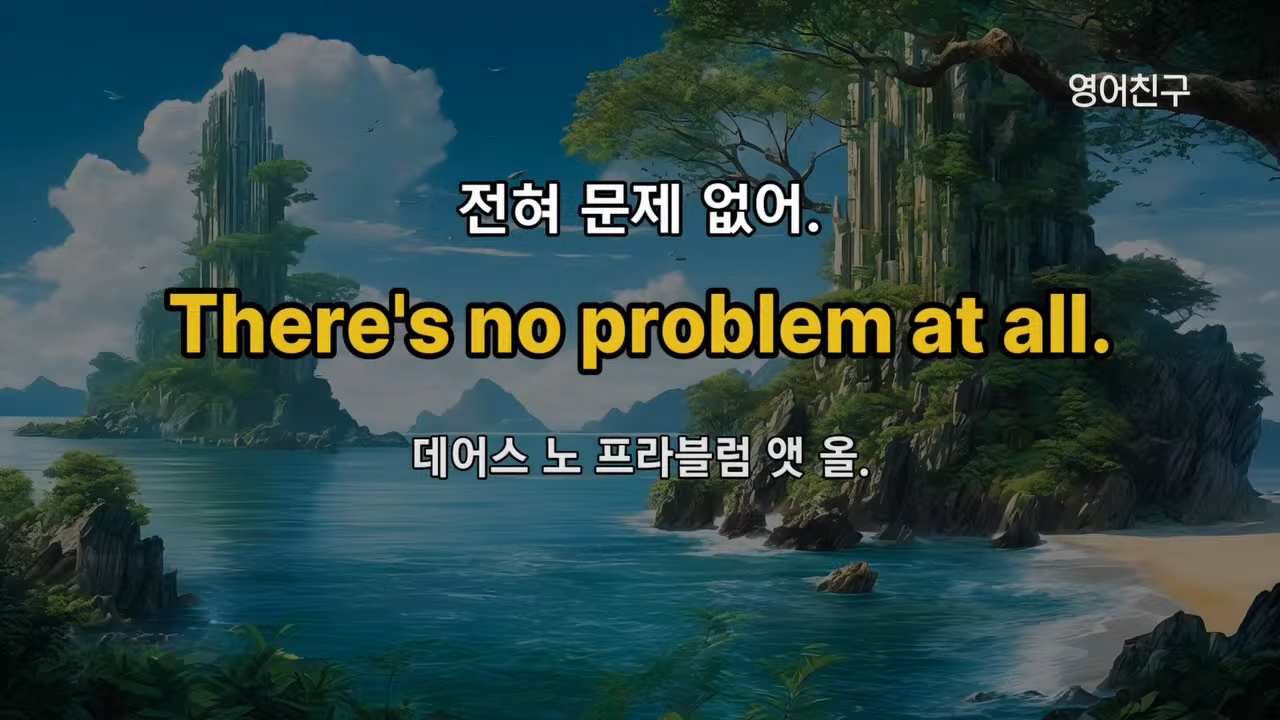 영어친구
전혀 문제 없어.
There's no problem at all.
데어스 노 프라블럼 앳 올.